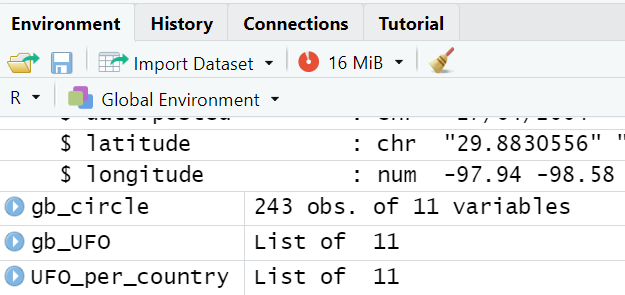 Environment History Connections Tutorial
Import Dataset 16 MiB
R Global Environment
$ latitude : chr "29.8830556" "
$ longitude : num -97.94 -98.58
gb_circle 243 obs. of 11 variables
gb_UFO List of 11
UFO_per_country List of 11